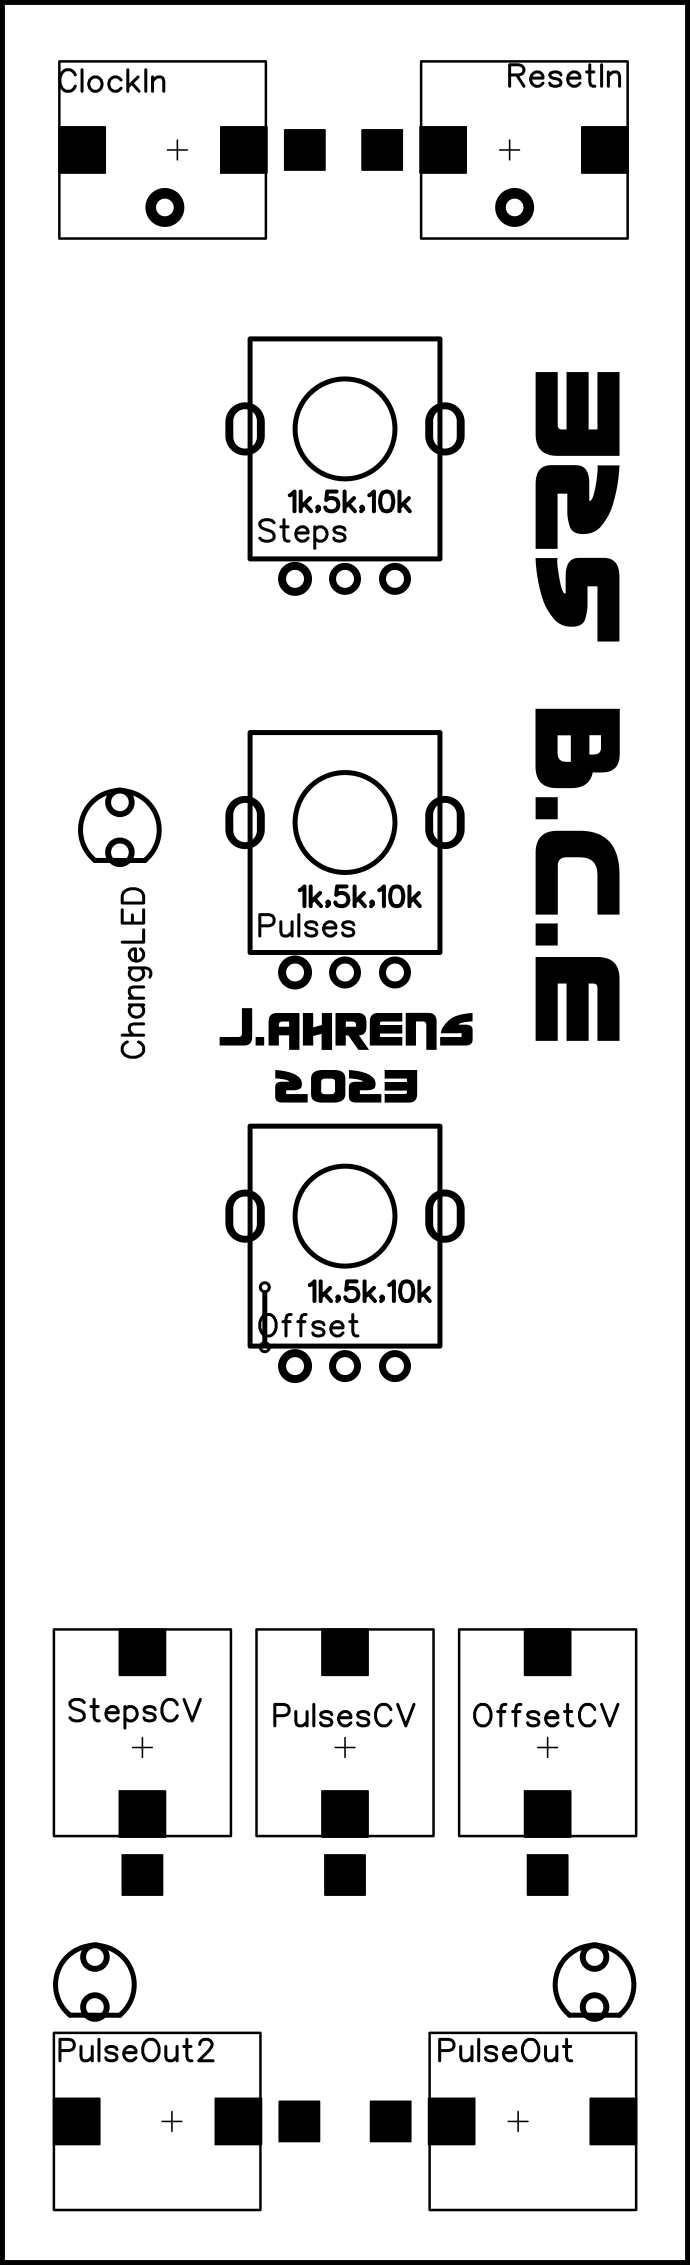 ClockIn
ResetIn
1k,5k,10k
Steps
325 B.C.E
1k,5k,10k
Pulses
ChangeLED
J.AHRENS
2023
1k,5k,10k
Offset
StepsCV
PulsesCV
OffsetCV
PulseOut2
PulseOut